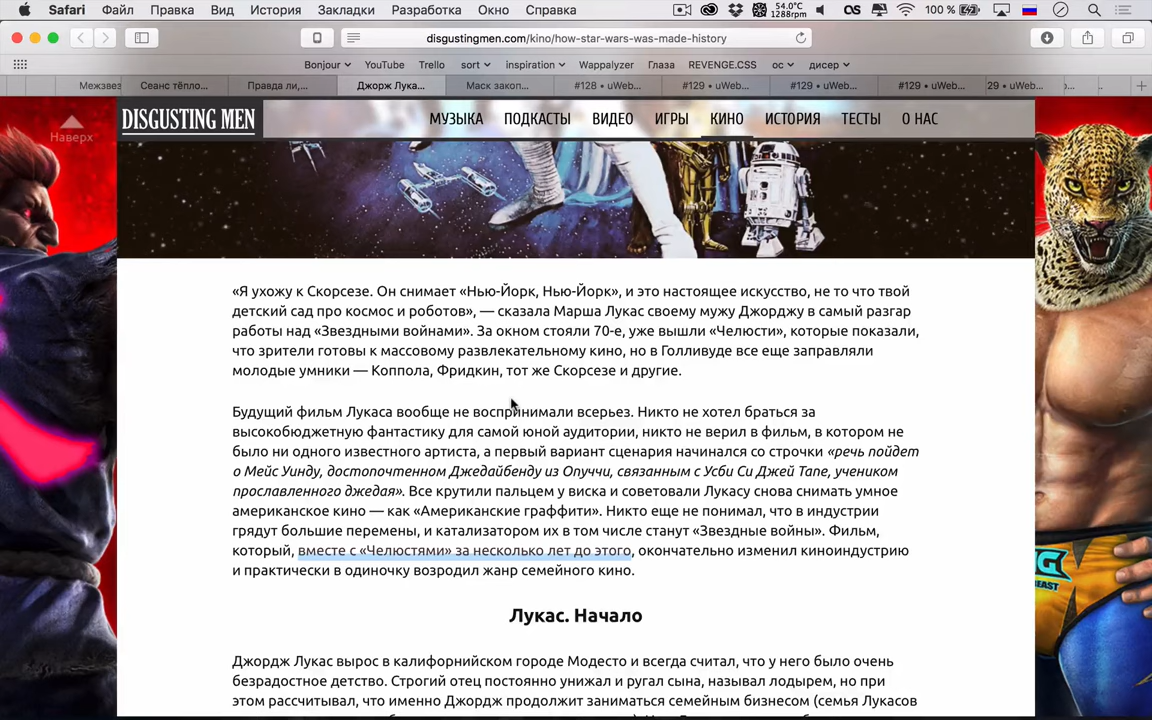 Safari Файл Правка Вид История Закладки Разработка Окно Справка 54.0°C 1288rpm 100 %
disgustingmen.com/kino/how-star-wars-was-made-history
Bonjour YouTube Trello sort inspiration Wappalyzer Глаза REVENGE.CSS ос дисер
Межзвез Сеанс тёпло... Правда ли,... Джорж Лука... Маск закоп... #128 • uWeb... #129 • uWeb... #129 • uWeb... #129 • uWeb... 29 • uWeb...
Наверх
DISGUSTING MEN МУЗЫКА ПОДКАСТЫ ВИДЕО ИГРЫ КИНО ИСТОРИЯ ТЕСТЫ О НАС
«Я ухожу к Скорсезе. Он снимает «Нью-Йорк, Нью-Йорк», и это настоящее искусство, не то что твой
детский сад про космос и роботов», — сказала Марша Лукас своему мужу Джорджу в самый разгар
работы над «Звездными войнами». За окном стояли 70-е, уже вышли «Челюсти», которые показали,
что зрители готовы к массовому развлекательному кино, но в Голливуде все еще заправляли
молодые умники — Коппола, Фридкин, тот же Скорсезе и другие.
Будущий фильм Лукаса вообще не воспринимали всерьез. Никто не хотел браться за
высокобюджетную фантастику для самой юной аудитории, никто не верил в фильм, в котором не
было ни одного известного артиста, а первый вариант сценария начинался со строчки «речь пойдет
о Мейс Уинду, достопочтенном Джедайбенду из Опуччи, связанным с Усби Си Джей Тапе, учеником
прославленного джедая». Все крутили пальцем у виска и советовали Лукасу снова снимать умное
американское кино — как «Американские граффити». Никто еще не понимал, что в индустрии
грядут большие перемены, и катализатором их в том числе станут «Звездные войны». Фильм,
который, вместе с «Челюстями» за несколько лет до этого, окончательно изменил киноиндустрию
и практически в одиночку возродил жанр семейного кино.
Лукас. Начало
Джордж Лукас вырос в калифорнийском городе Модесто и всегда считал, что у него было очень
безрадостное детство. Строгий отец постоянно унижал и ругал сына, называл лодырем, но при
этом рассчитывал, что именно Джордж продолжит заниматься семейным бизнесом (семья Лукасов